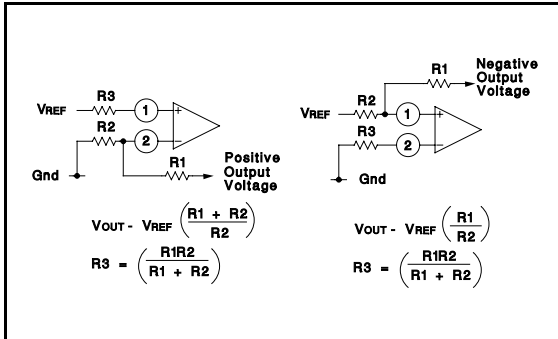 R3
VREF
1
+
R2
2
−
R1
Gnd
Positive
Output
Voltage
VOUT - VREF (R1 + R2 / R2)
R3 = (R1R2 / R1 + R2)
R1
Negative
Output
Voltage
R2
VREF
1
+
R3
2
−
Gnd
VOUT - VREF (R1 / R2)
R3 = (R1R2 / R1 + R2)